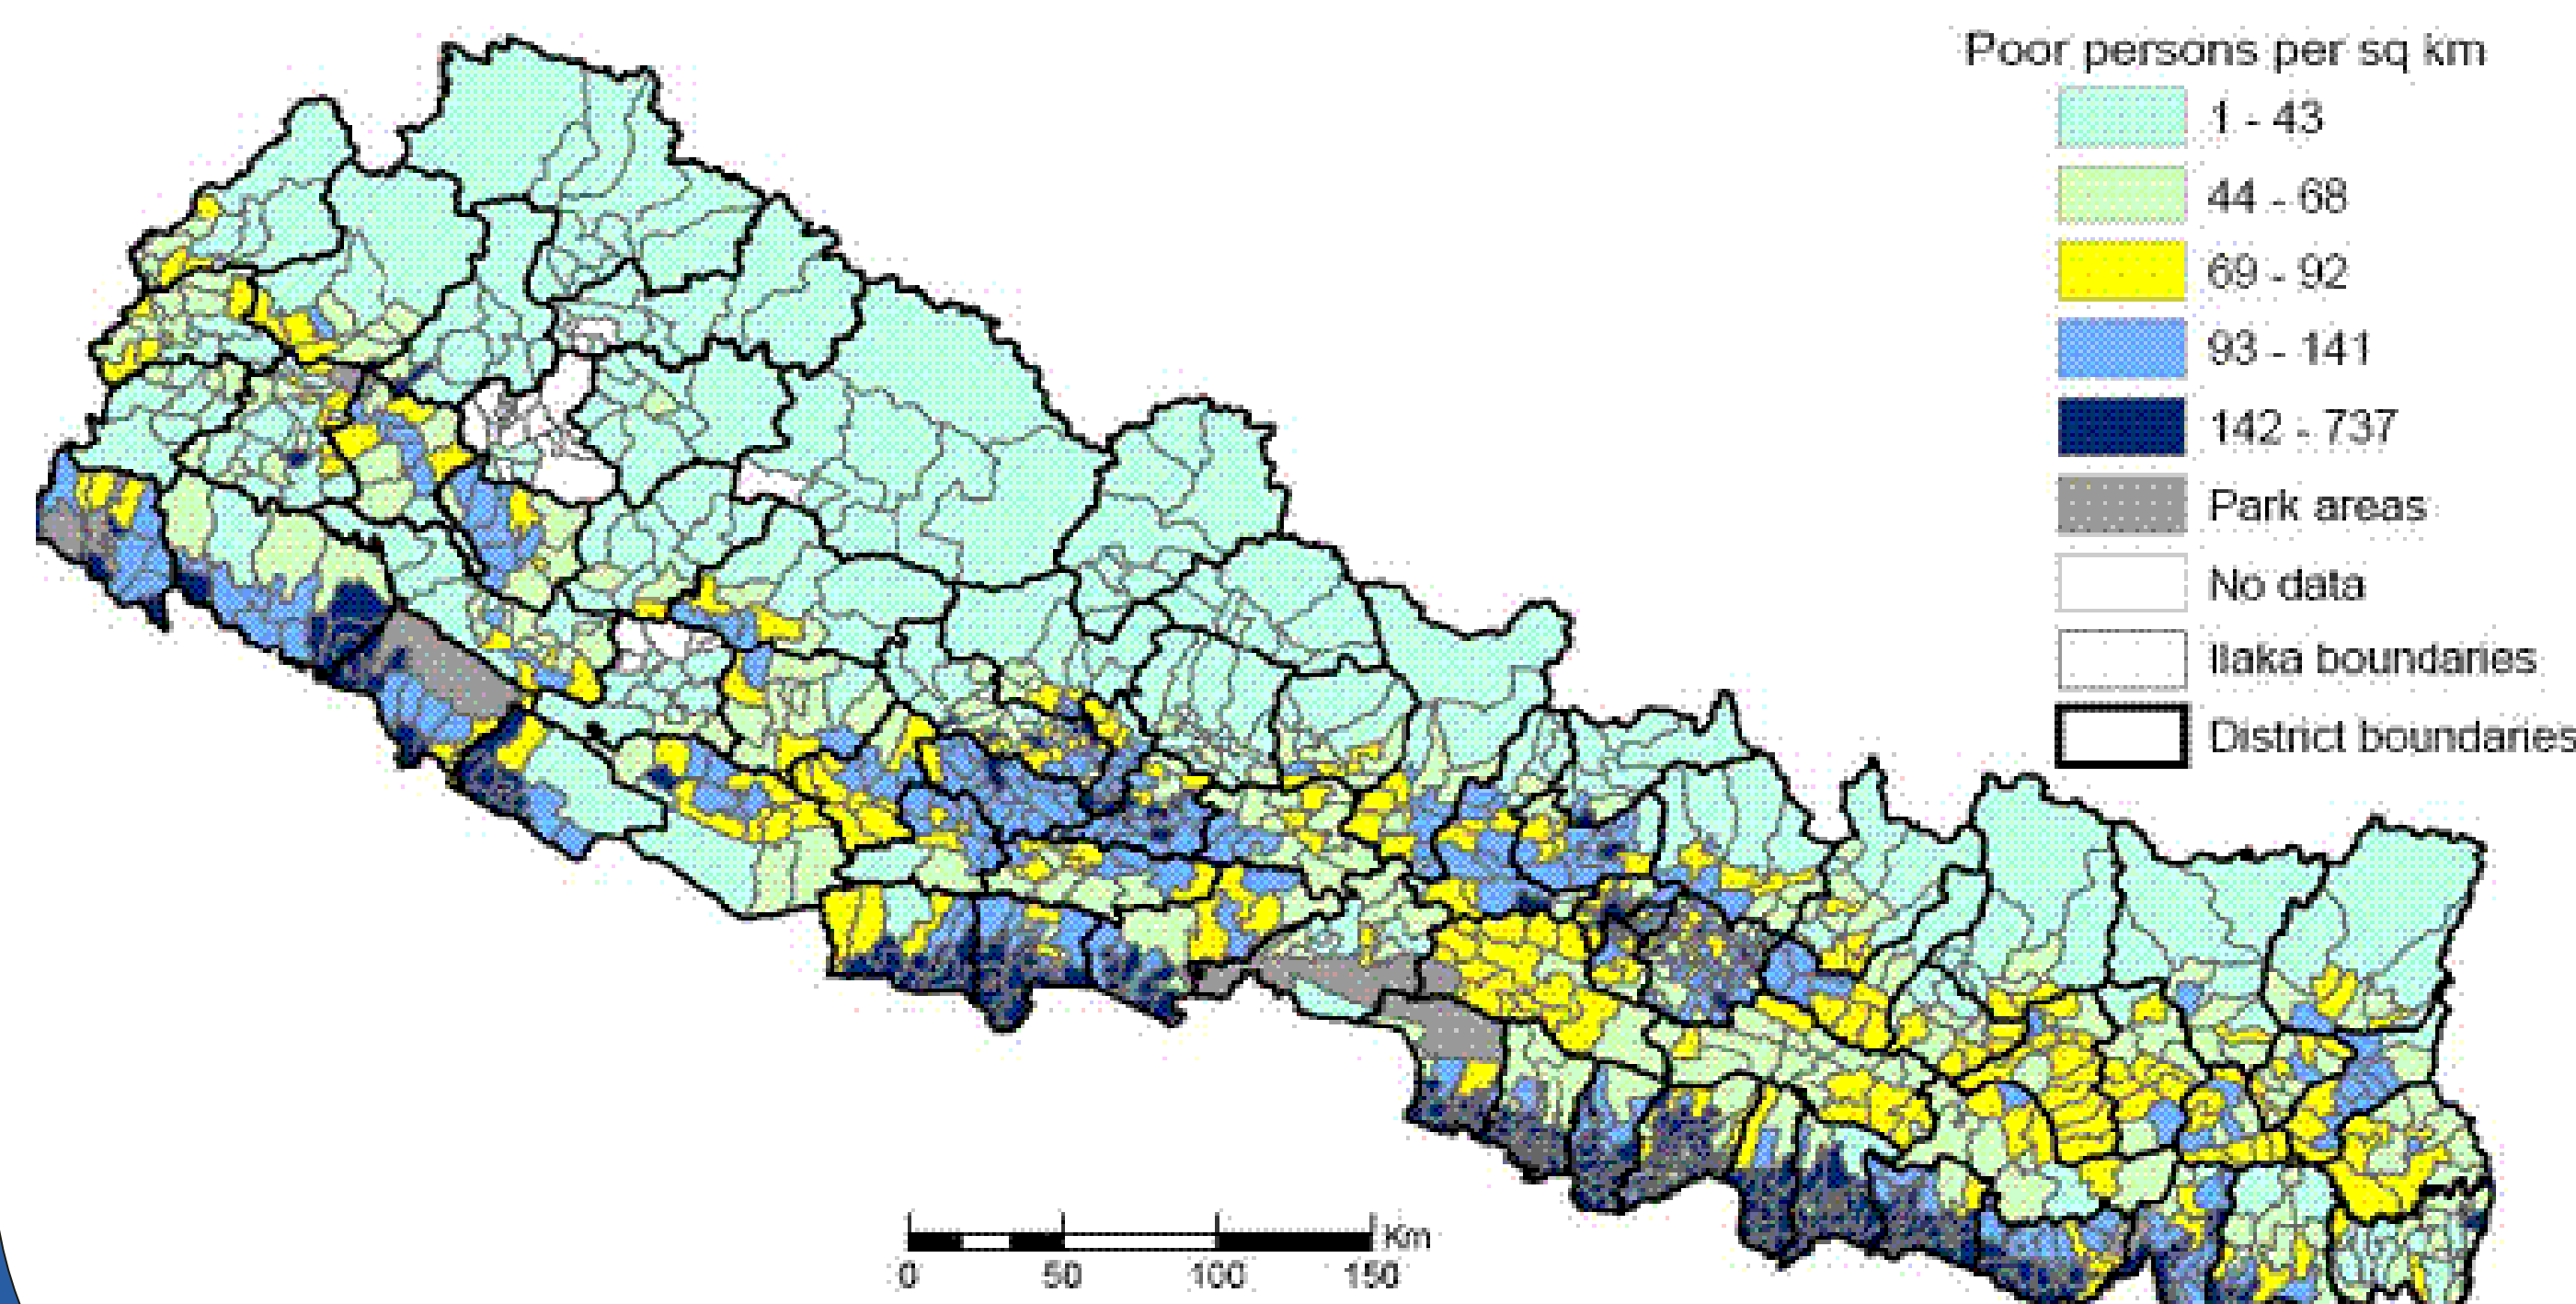 Poor persons per sq km
1 - 43
44 - 68
69 - 92
93 - 141
142 - 737
Park areas
No data
Ilaka boundaries
District boundaries
Km
0 50 100 150